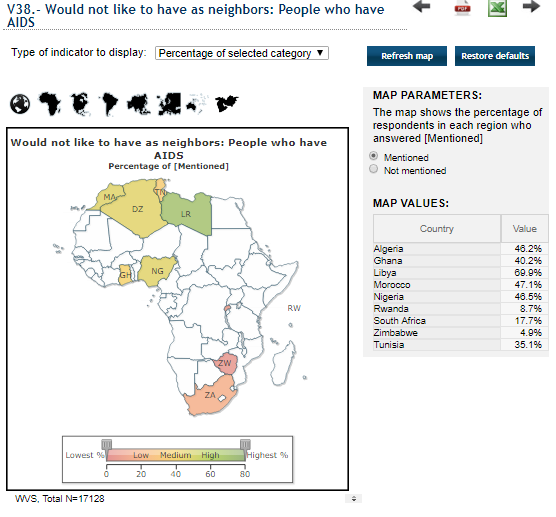 V38.- Would not like to have as neighbors: People who have
AIDS
PDF
Type of indicator to display: Percentage of selected category ▼
Refresh map
Restore defaults
Would not like to have as neighbors: People who have
AIDS
Percentage of [Mentioned]
MA
TN
DZ
LR
GH
NG
RW
ZW
ZA
Lowest % Low Medium High Highest %
0 20 40 60 80
WVS, Total N=17128
MAP PARAMETERS:
The map shows the percentage of
respondents in each region who
answered [Mentioned]
Mentioned
Not mentioned
MAP VALUES:
Country Value
Algeria 46.2%
Ghana 40.2%
Libya 69.9%
Morocco 47.1%
Nigeria 46.5%
Rwanda 8.7%
South Africa 17.7%
Zimbabwe 4.9%
Tunisia 35.1%